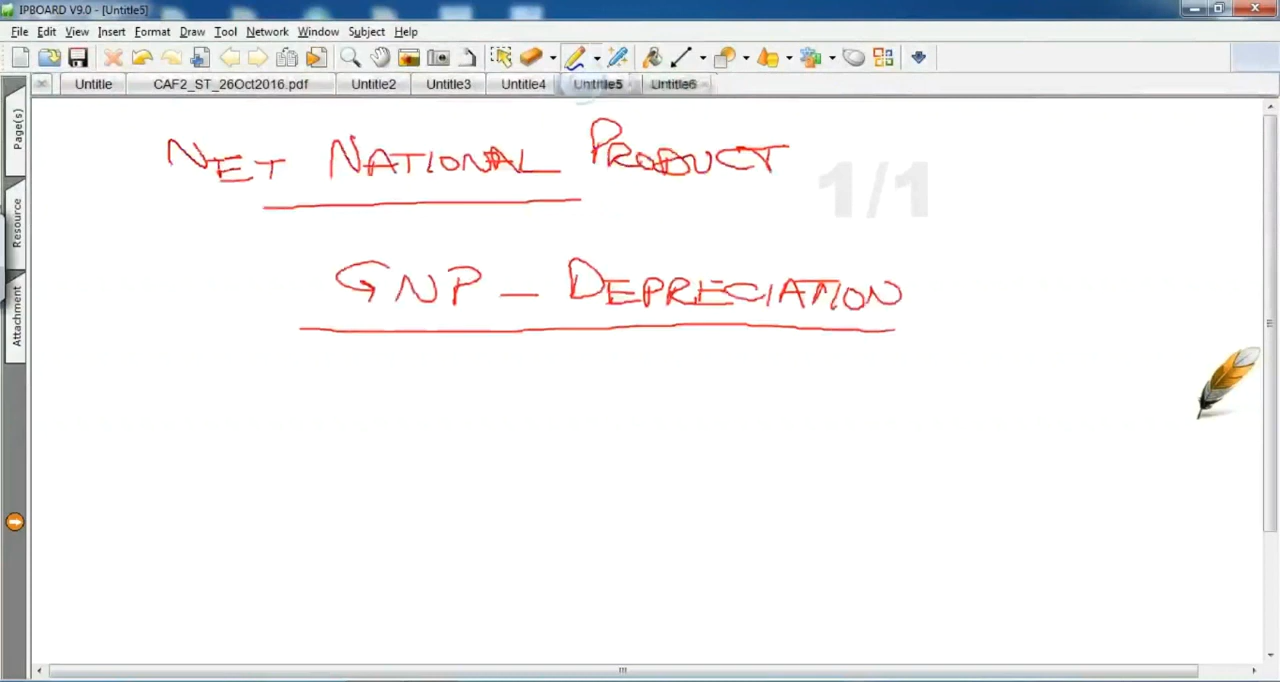 IPBOARD V9.0 - [Untitle5]
File Edit View Insert Format Draw Tool Network Window Subject Help
Untitle CAF2_ST_26Oct2016.pdf Untitle2 Untitle3 Untitle4 Untitle5 Untitle6
Page(s)
Resource
Attachment
NET NATIONAL PRODUCT
1/1
GNP - DEPRECIATION